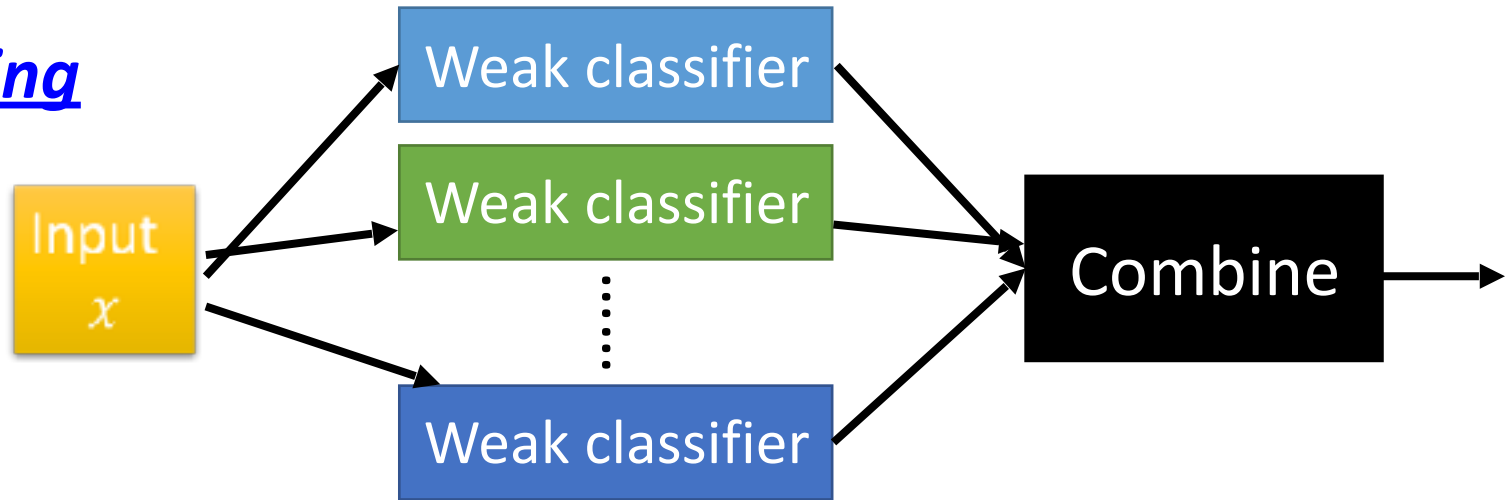 ing
Weak classifier
Weak classifier
Input
x
Combine
Weak classifier